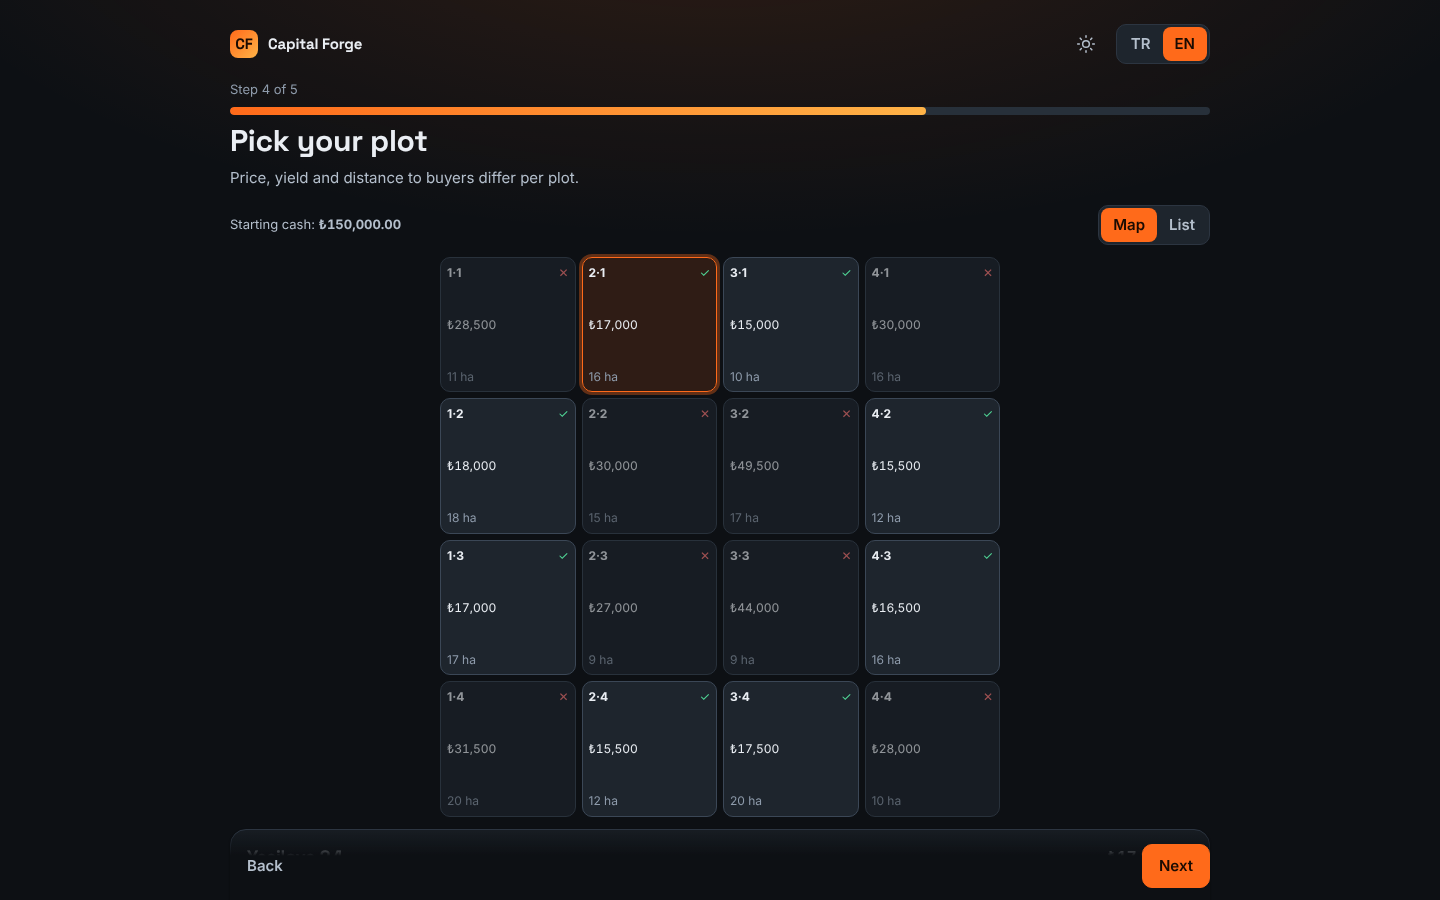 CF Capital Forge
TR EN
Step 4 of 5
Pick your plot
Price, yield and distance to buyers differ per plot.
Starting cash: ₺150,000.00
Map List
1·1 ✕ 2·1 ✓ 3·1 ✓ 4·1 ✕
₺28,500 ₺17,000 ₺15,000 ₺30,000
11 ha 16 ha 10 ha 16 ha
1·2 ✓ 2·2 ✕ 3·2 ✕ 4·2 ✓
₺18,000 ₺30,000 ₺49,500 ₺15,500
18 ha 15 ha 17 ha 12 ha
1·3 ✓ 2·3 ✕ 3·3 ✕ 4·3 ✓
₺17,000 ₺27,000 ₺44,000 ₺16,500
17 ha 9 ha 9 ha 16 ha
1·4 ✕ 2·4 ✓ 3·4 ✓ 4·4 ✕
₺31,500 ₺15,500 ₺17,500 ₺28,000
20 ha 12 ha 20 ha 10 ha
Back Next